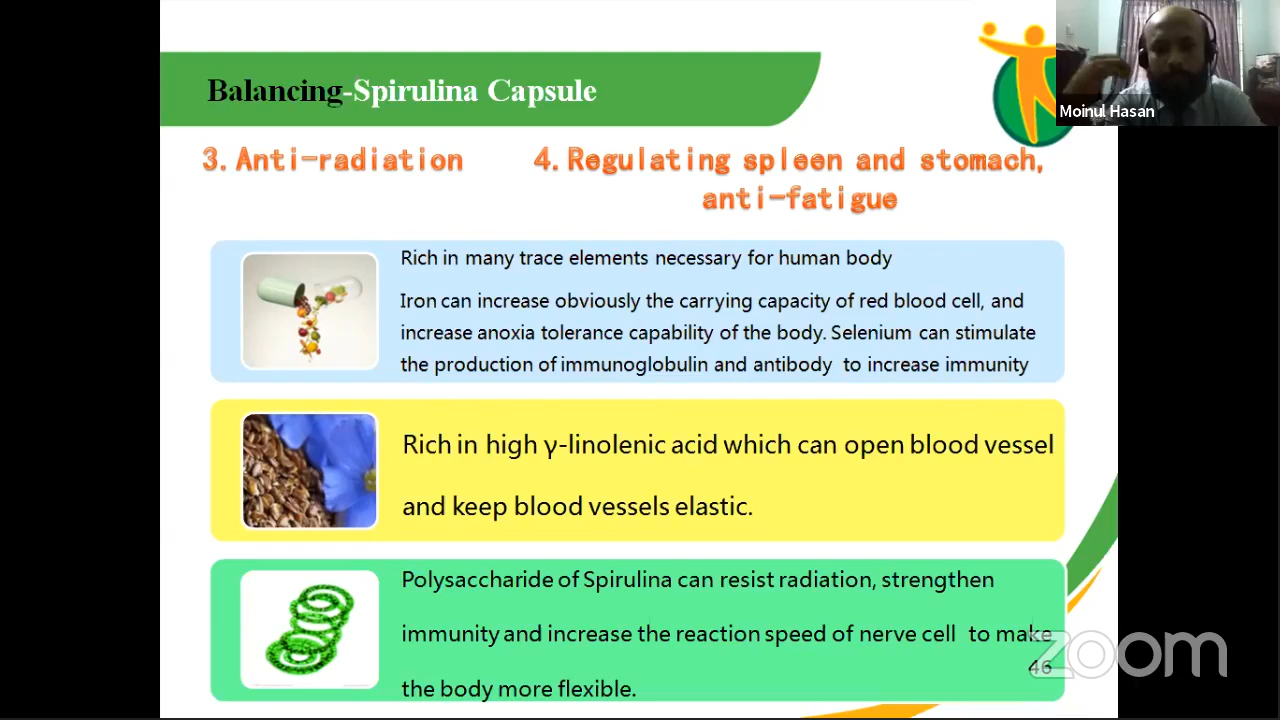 Balancing-Spirulina Capsule
Moinul Hasan
3. Anti-radiation
4. Regulating spleen and stomach,
anti-fatigue
Rich in many trace elements necessary for human body
Iron can increase obviously the carrying capacity of red blood cell, and
increase anoxia tolerance capability of the body. Selenium can stimulate
the production of immunoglobulin and antibody to increase immunity
Rich in high γ-linolenic acid which can open blood vessel
and keep blood vessels elastic.
Polysaccharide of Spirulina can resist radiation, strengthen
immunity and increase the reaction speed of nerve cell to make
the body more flexible.
46
zoom